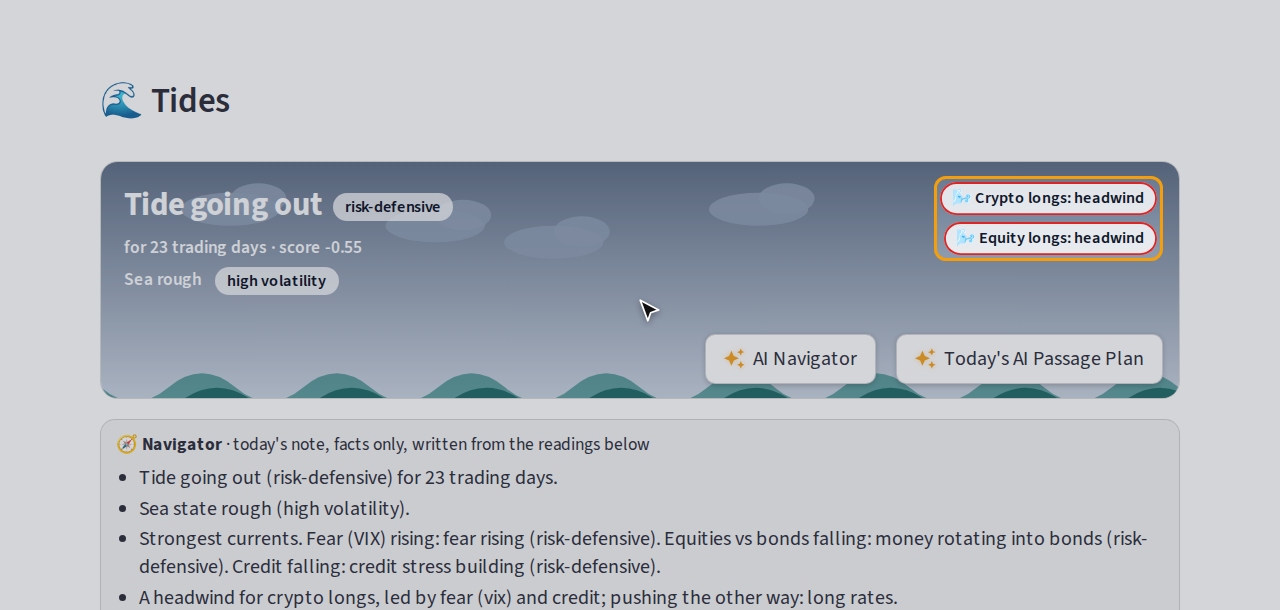 Tides
Tide going out risk-defensive
for 23 trading days · score -0.55
Sea rough high volatility
Crypto longs: headwind
Equity longs: headwind
AI Navigator
Today's AI Passage Plan
Navigator · today's note, facts only, written from the readings below
Tide going out (risk-defensive) for 23 trading days.
Sea state rough (high volatility).
Strongest currents. Fear (VIX) rising: fear rising (risk-defensive). Equities vs bonds falling: money rotating into bonds (risk-
defensive). Credit falling: credit stress building (risk-defensive).
A headwind for crypto longs, led by fear (vix) and credit; pushing the other way: long rates.